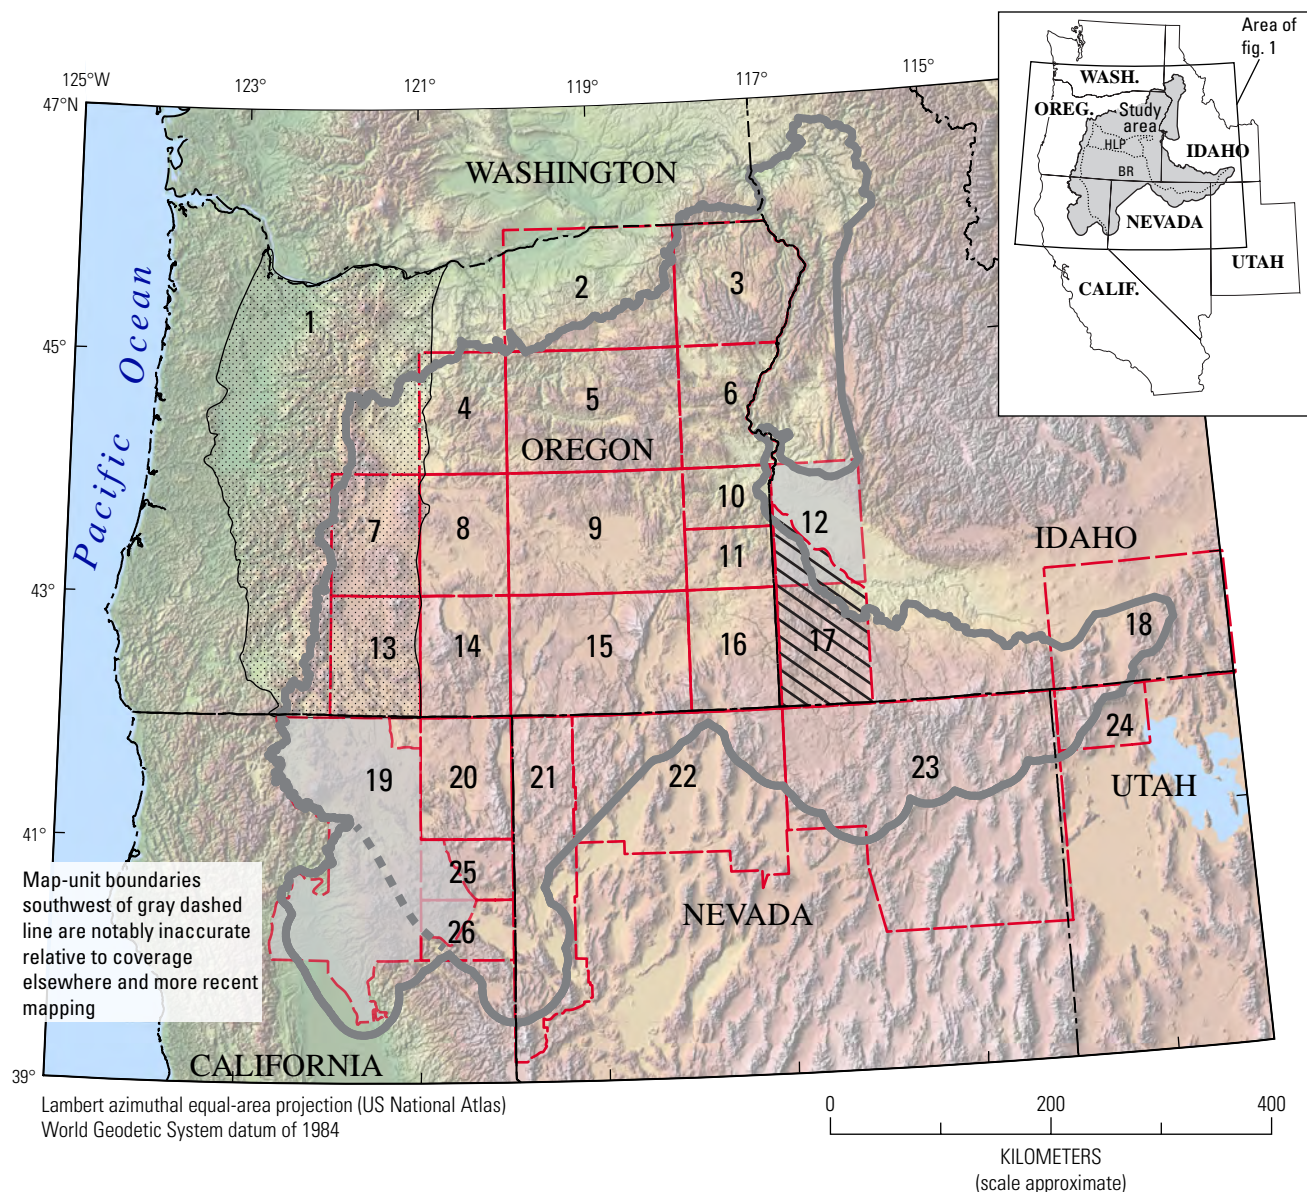 125°W
123°
121°
119°
117°
115°
47°N
45°
43°
41°
39°
Area of
fig. 1
WASH.
OREG.
Study
area
HLP
IDAHO
BR
NEVADA
UTAH
CALIF.
WASHINGTON
Pacific Ocean
1
2
3
4
5
6
OREGON
7
8
9
10
11
12
IDAHO
13
14
15
16
17
18
19
20
21
22
23
24
UTAH
25
26
NEVADA
Map-unit boundaries
southwest of gray dashed
line are notably inaccurate
relative to coverage
elsewhere and more recent
mapping
CALIFORNIA
Lambert azimuthal equal-area projection (US National Atlas)
World Geodetic System datum of 1984
0 200 400
KILOMETERS
(scale approximate)